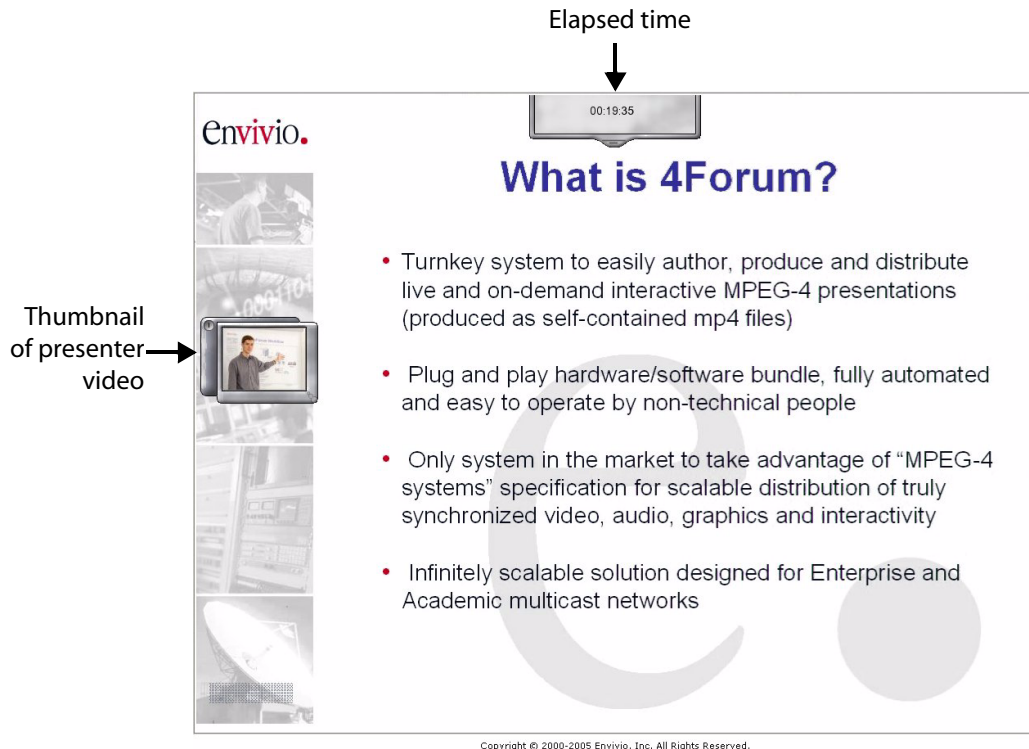 Elapsed time
00:19:35
envivio.
What is 4Forum?
• Turnkey system to easily author, produce and distribute
live and on-demand interactive MPEG-4 presentations
(produced as self-contained mp4 files)
Thumbnail
of presenter
video
• Plug and play hardware/software bundle, fully automated
and easy to operate by non-technical people
• Only system in the market to take advantage of “MPEG-4
systems” specification for scalable distribution of truly
synchronized video, audio, graphics and interactivity
• Infinitely scalable solution designed for Enterprise and
Academic multicast networks
e.
Copyright © 2000-2005 Envivio, Inc. All Rights Reserved.